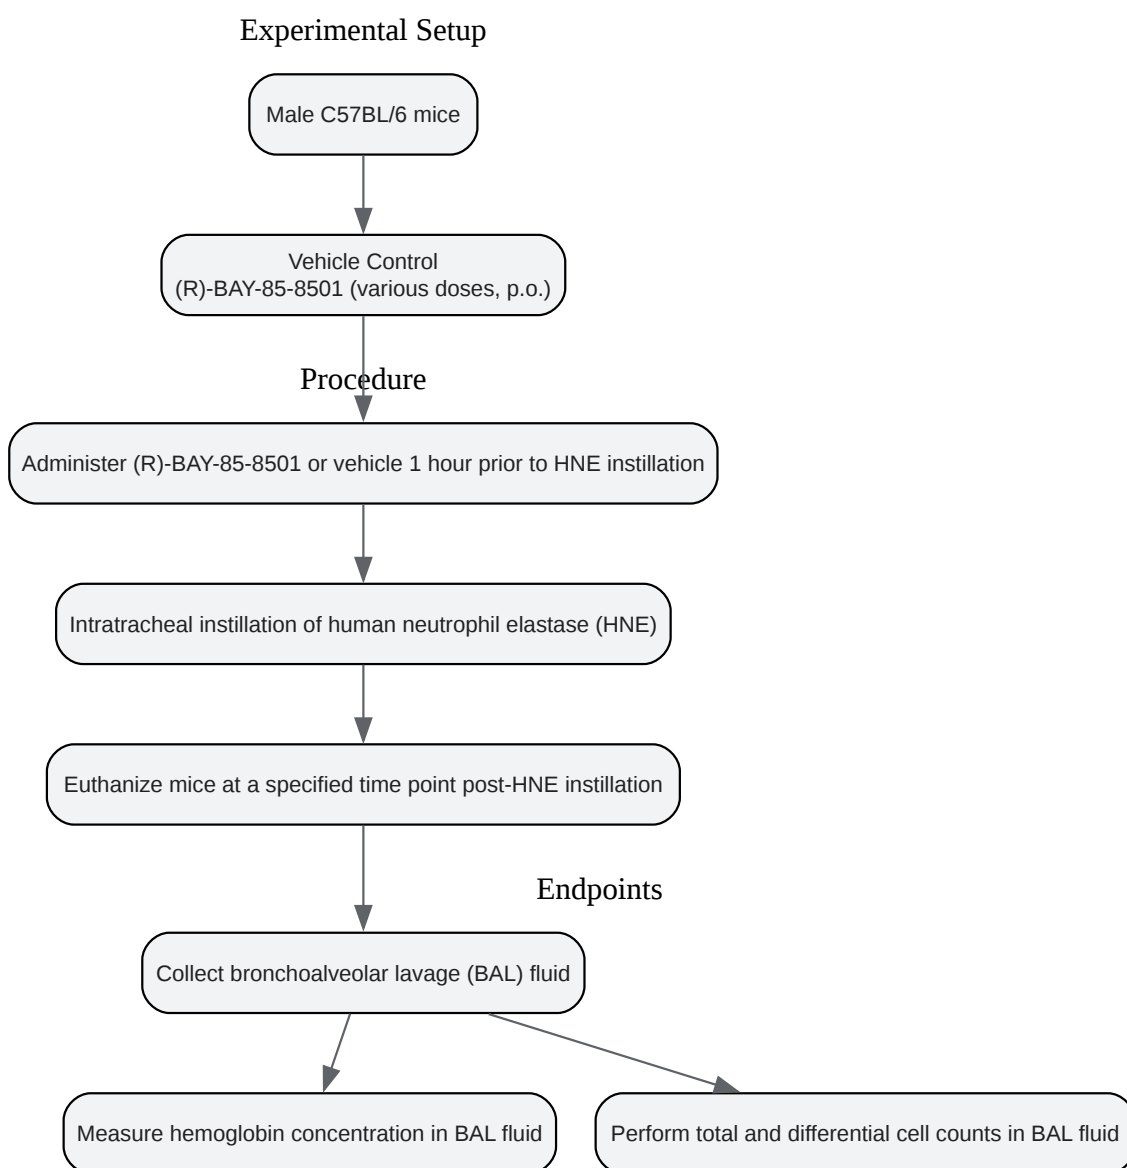 Experimental Setup
Male C57BL/6 mice
Vehicle Control
(R)-BAY-85-8501 (various doses, p.o.)
Procedure
Administer (R)-BAY-85-8501 or vehicle 1 hour prior to HNE instillation
Intratracheal instillation of human neutrophil elastase (HNE)
Euthanize mice at a specified time point post-HNE instillation
Endpoints
Collect bronchoalveolar lavage (BAL) fluid
Measure hemoglobin concentration in BAL fluid
Perform total and differential cell counts in BAL fluid